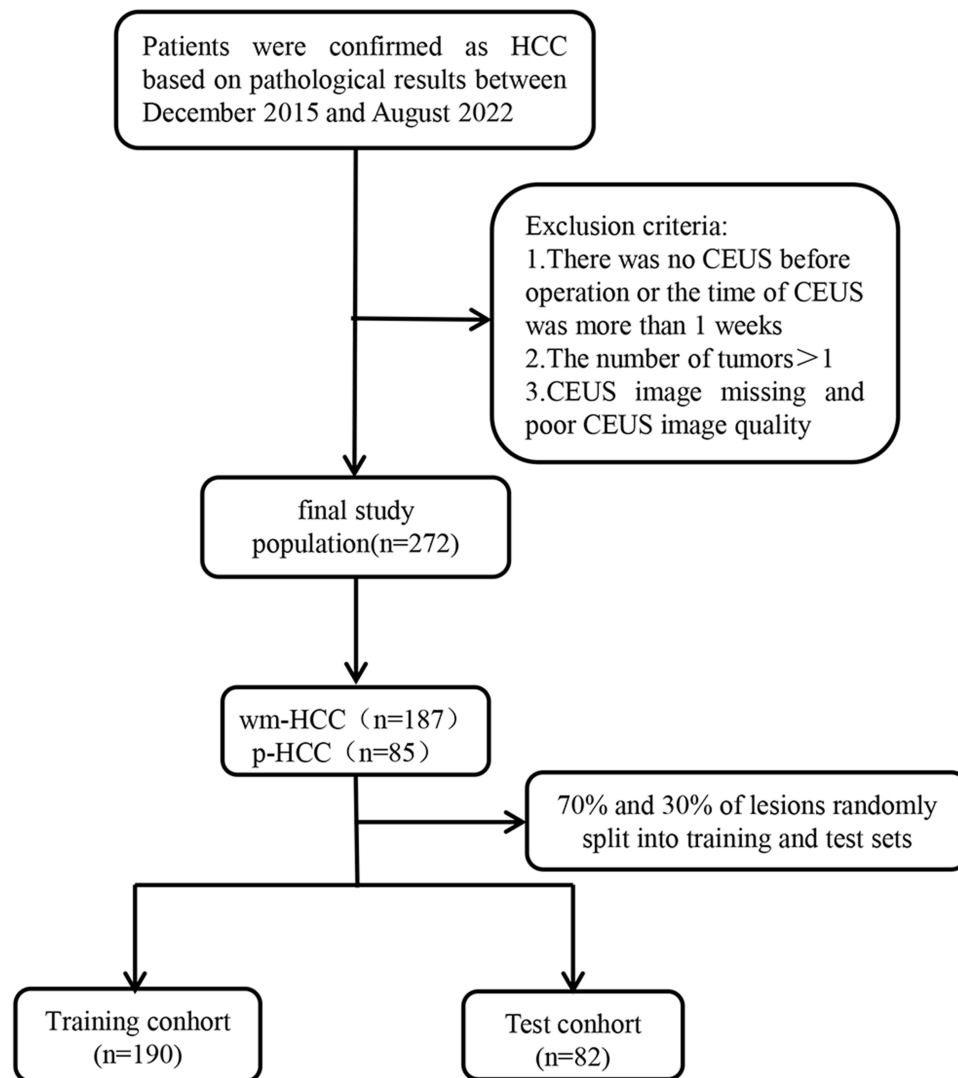 Patients were confirmed as HCC
based on pathological results between
December 2015 and August 2022
Exclusion criteria:
1.There was no CEUS before
operation or the time of CEUS
was more than 1 weeks
2.The number of tumors＞1
3.CEUS image missing and
poor CEUS image quality
final study
population(n=272)
wm-HCC（n=187）
p-HCC（n=85）
70% and 30% of lesions randomly
split into training and test sets
Training conhort
(n=190)
Test conhort
(n=82)